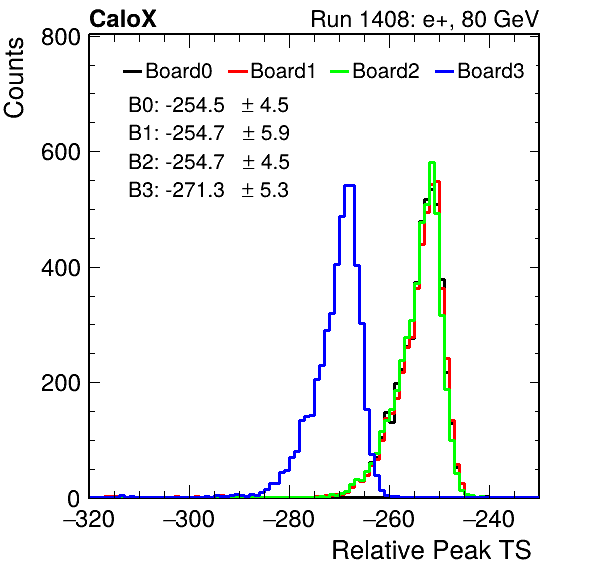 CaloX Run 1408: e+, 80 GeV
Counts
Board0 Board1 Board2 Board3
B0: -254.5 ± 4.5
B1: -254.7 ± 5.9
B2: -254.7 ± 4.5
B3: -271.3 ± 5.3
800
600
400
200
0
−320 −300 −280 −260 −240
Relative Peak TS